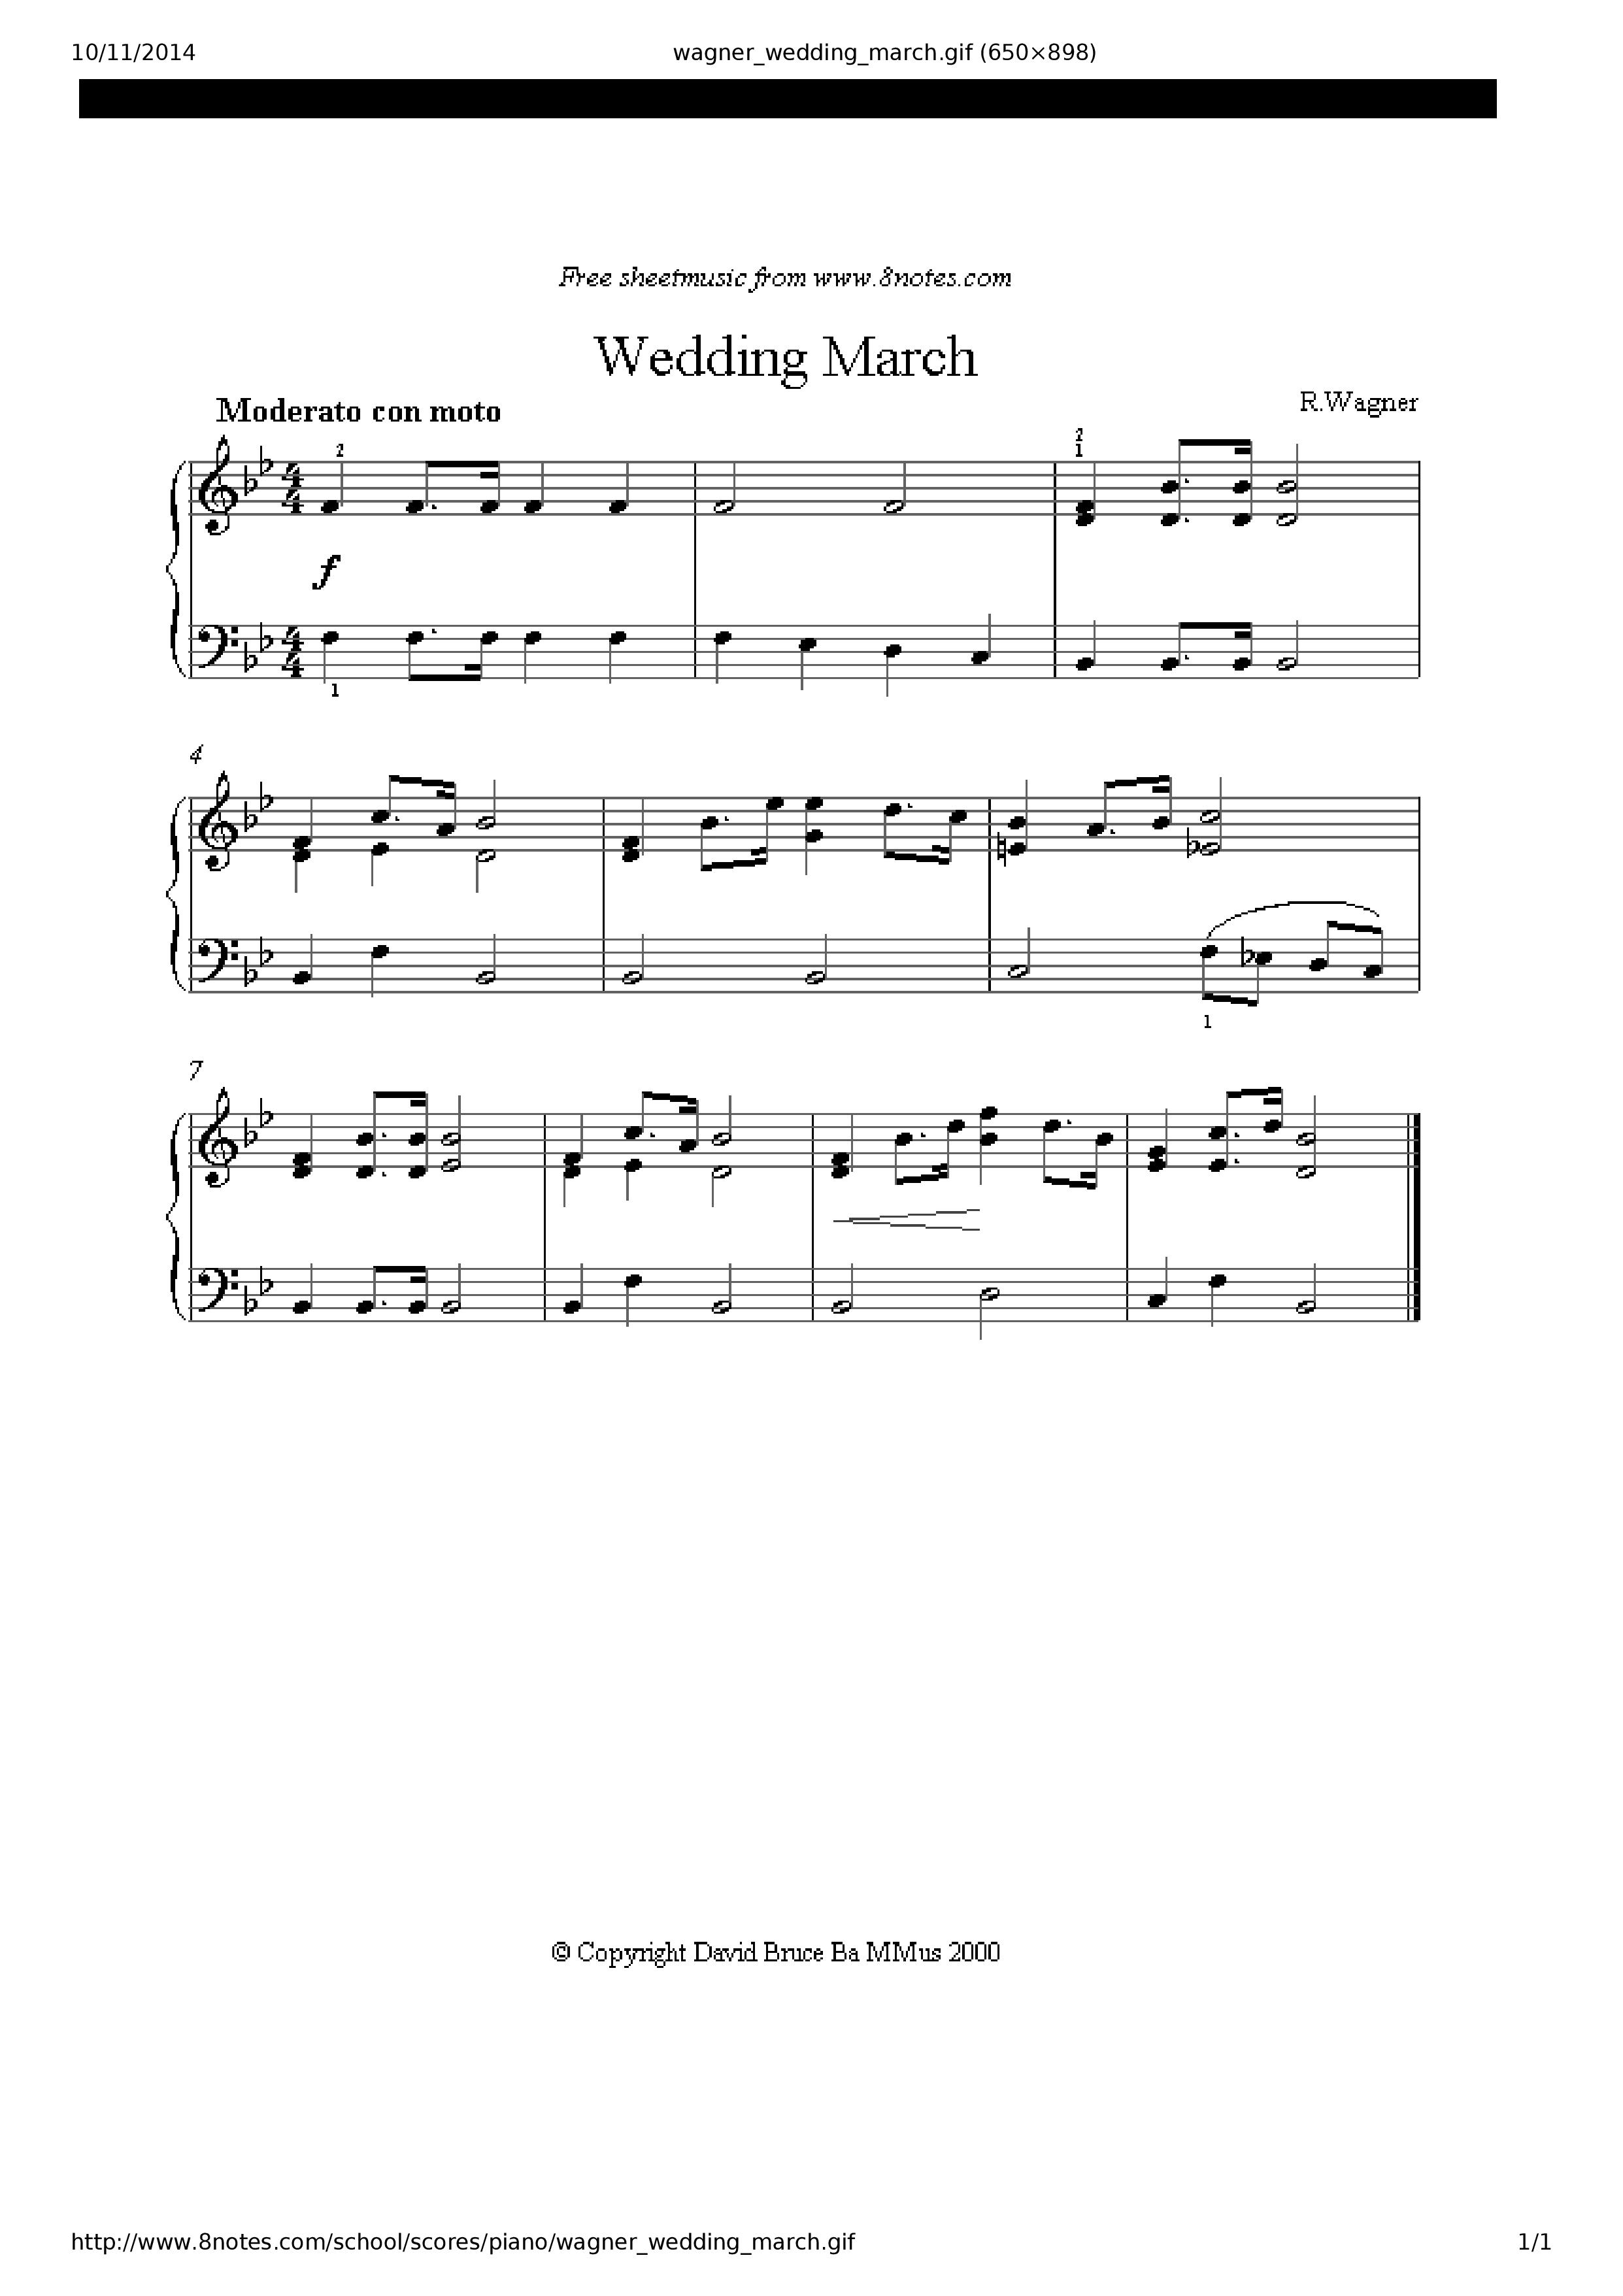 10/11/2014 wagner_wedding_march.gif (650×898)
Free sheetmusic from www.8notes.com
Wedding March
Moderato con moto
R.Wagner
2
2
1
4
4
4
4
f
1
4
1
7
© Copyright David Bruce Ba MMus 2000
http://www.8notes.com/school/scores/piano/wagner_wedding_march.gif 1/1